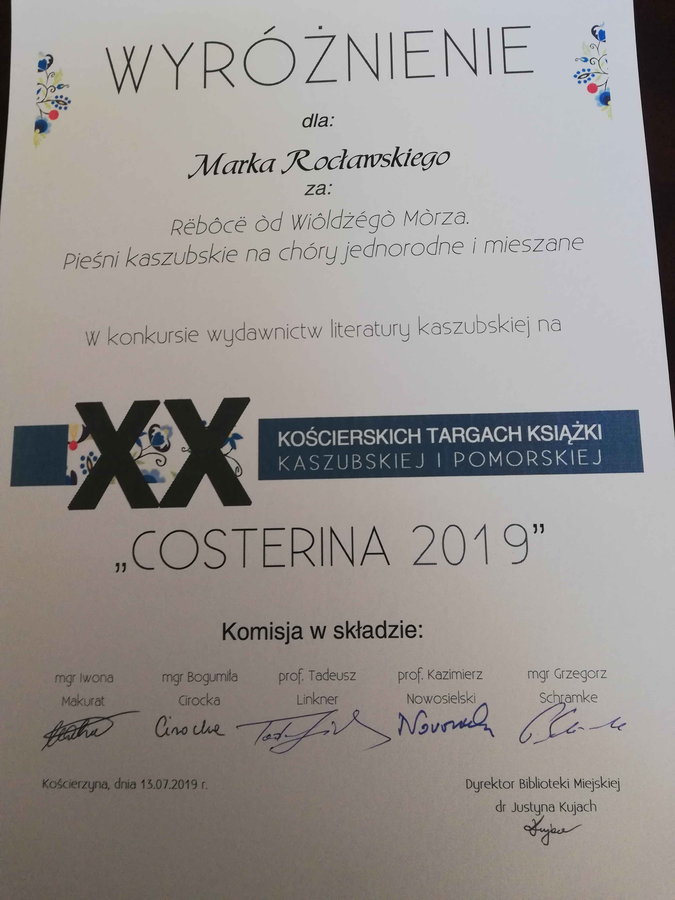 WYRÓŻNIENIE
dla:
Marka Rocławskiego
za:
Rëbôcë òd Wiôldżégò Mòrza.
Pieśni kaszubskie na chóry jednorodne i mieszane
W konkursie wydawnictw literatury kaszubskiej na
XX KOŚCIERSKICH TARGACH KSIĄŻKI
KASZUBSKIEJ I POMORSKIEJ
„COSTERINA 2019”
Komisja w składzie:
mgr Iwona mgr Bogumiła prof. Tadeusz prof. Kazimierz mgr Grzegorz
Makurat Cirocka Linkner Nowosielski Schramke
Cirocka
Kościerzyna, dnia 13.07.2019 r. Dyrektor Biblioteki Miejskiej
dr Justyna Kujach